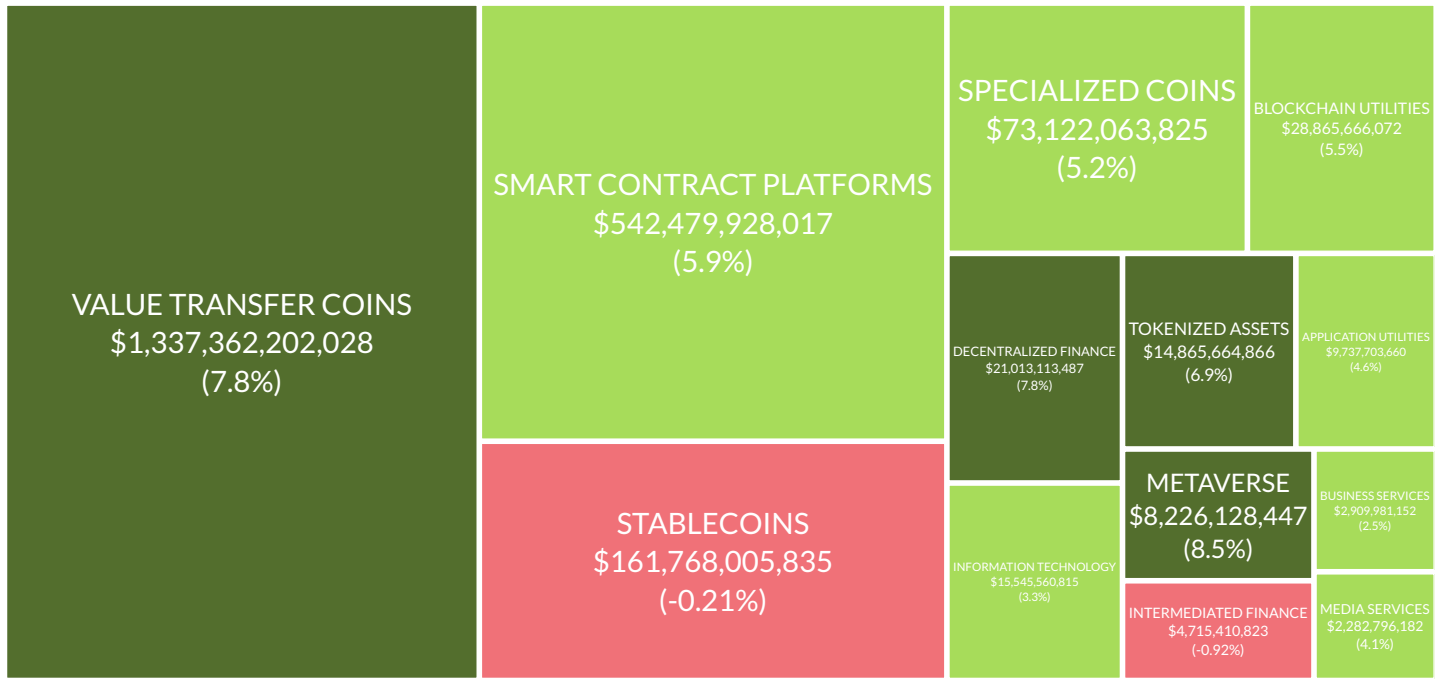 VALUE TRANSFER COINS
$1,337,362,202,028
(7.8%)
SMART CONTRACT PLATFORMS
$542,479,928,017
(5.9%)
STABLECOINS
$161,768,005,835
(-0.21%)
SPECIALIZED COINS
$73,122,063,825
(5.2%)
BLOCKCHAIN UTILITIES
$28,865,666,072
(5.5%)
DECENTRALIZED FINANCE
$21,013,113,487
(7.8%)
INFORMATION TECHNOLOGY
$15,545,560,815
(3.3%)
TOKENIZED ASSETS
$14,865,664,866
(6.9%)
APPLICATION UTILITIES
$9,737,703,660
(4.6%)
METAVERSE
$8,226,128,447
(8.5%)
INTERMEDIATED FINANCE
$4,715,410,823
(-0.92%)
BUSINESS SERVICES
$2,909,981,152
(2.5%)
MEDIA SERVICES
$2,282,796,182
(4.1%)